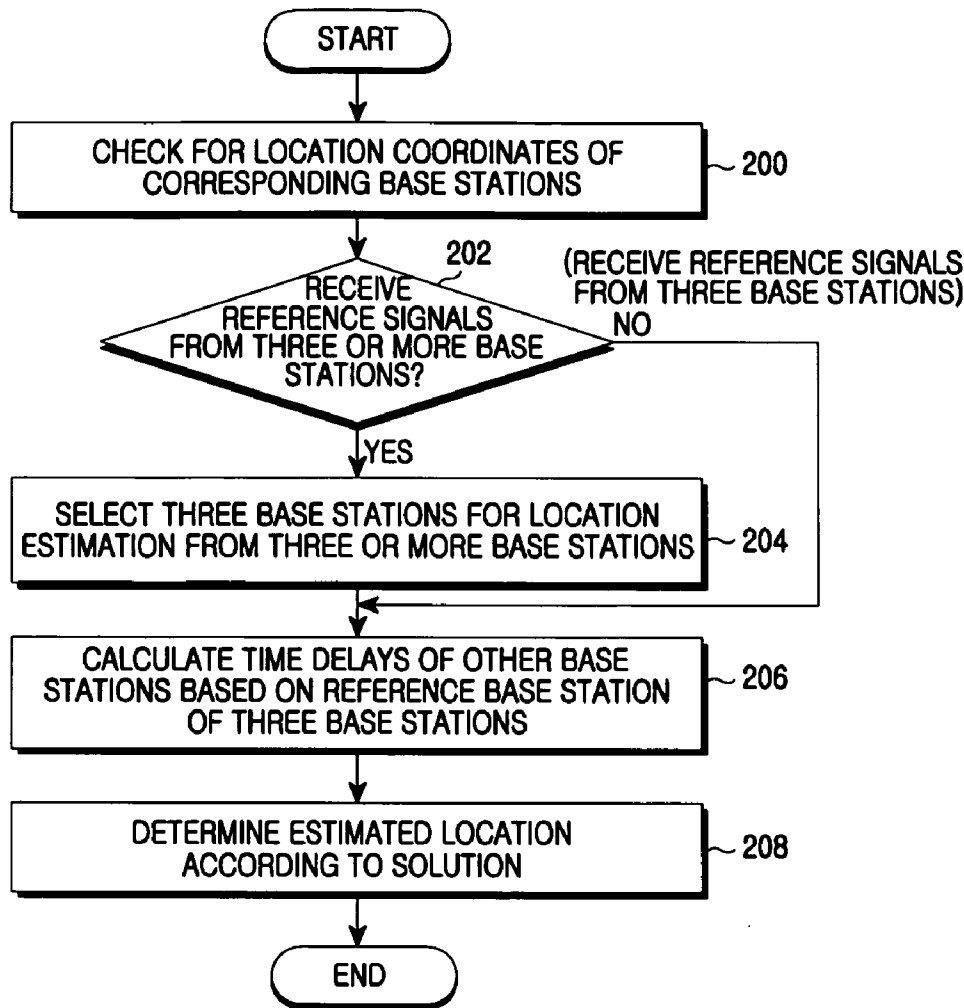 START
CHECK FOR LOCATION COORDINATES OF
CORRESPONDING BASE STATIONS
200
202
RECEIVE
REFERENCE SIGNALS
FROM THREE OR MORE BASE
STATIONS?
(RECEIVE REFERENCE SIGNALS
FROM THREE BASE STATIONS)
NO
YES
SELECT THREE BASE STATIONS FOR LOCATION
ESTIMATION FROM THREE OR MORE BASE STATIONS
204
CALCULATE TIME DELAYS OF OTHER BASE
STATIONS BASED ON REFERENCE BASE STATION
OF THREE BASE STATIONS
206
DETERMINE ESTIMATED LOCATION
ACCORDING TO SOLUTION
208
END